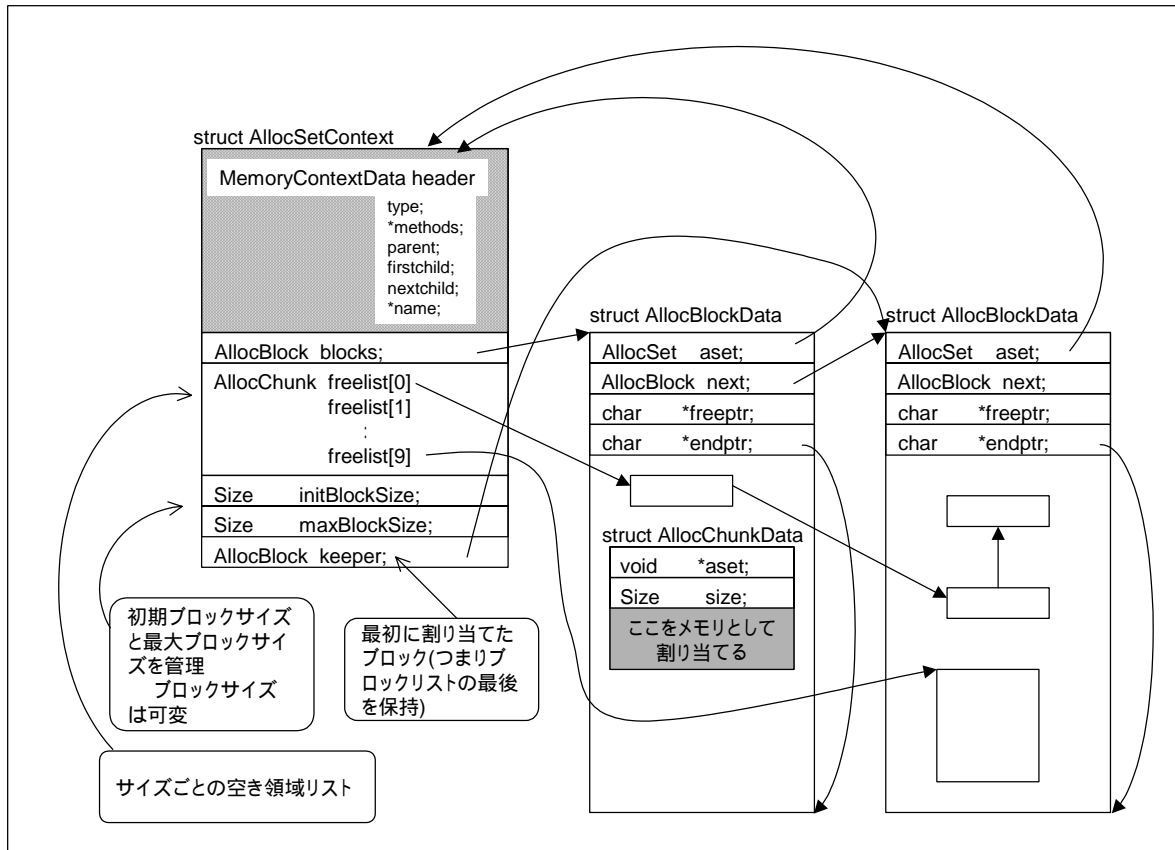 struct AllocSetContext
MemoryContextData header
type;
*methods;
parent;
firstchild;
nextchild;
*name;
AllocBlock blocks;
AllocChunk freelist[0]
freelist[1]
:
freelist[9]
Size initBlockSize;
Size maxBlockSize;
AllocBlock keeper;
初期ブロックサイズ
と最大ブロックサイ
ズを管理
ブロックサイズ
は可変
最初に割り当てた
ブロック(つまりブ
ロックリストの最後
を保持)
サイズごとの空き領域リスト
struct AllocBlockData
AllocSet aset;
AllocBlock next;
char *freeptr;
char *endptr;
struct AllocChunkData
void *aset;
Size size;
ここをメモリとして
割り当てる
struct AllocBlockData
AllocSet aset;
AllocBlock next;
char *freeptr;
char *endptr;